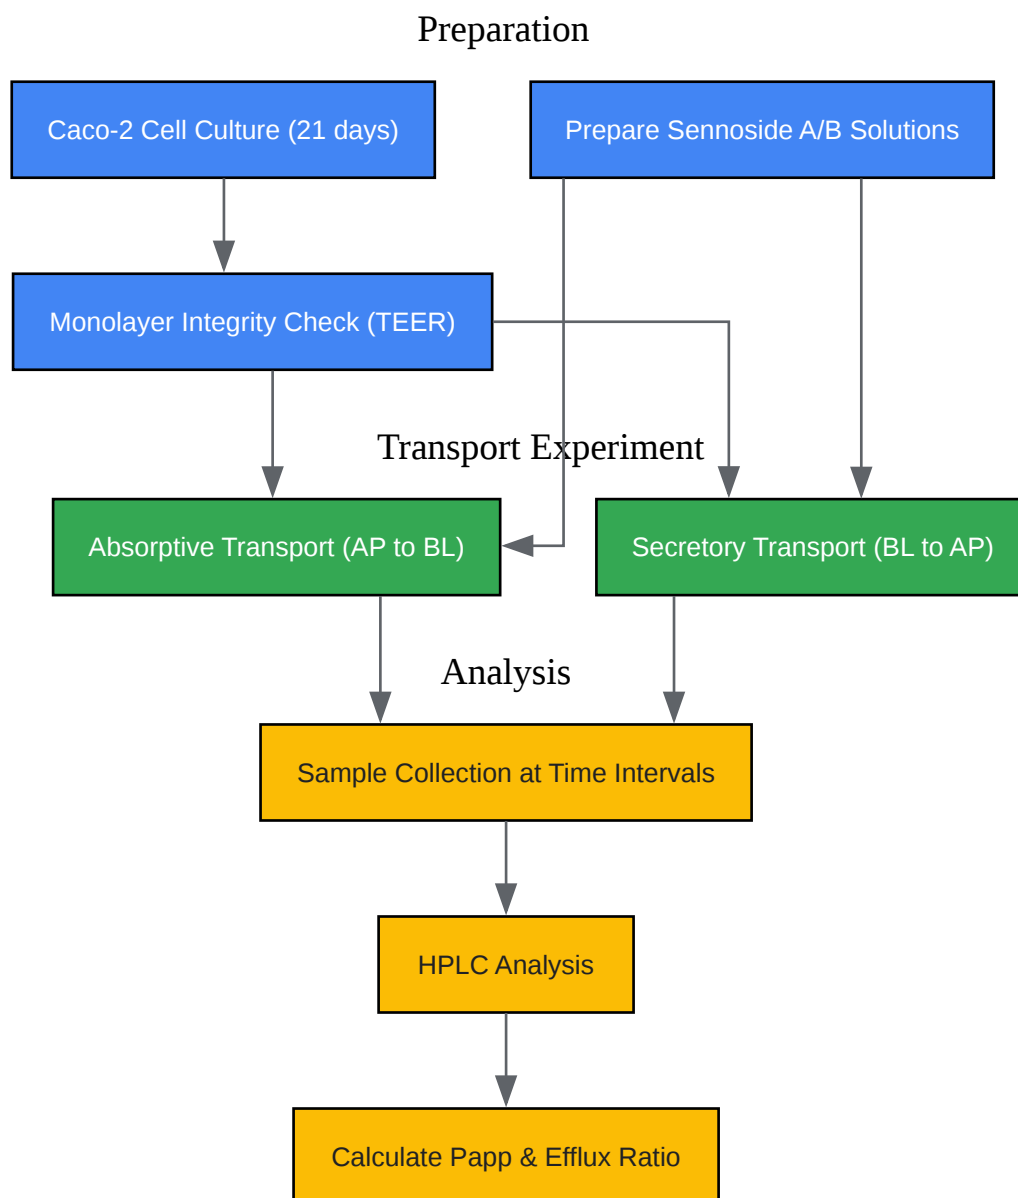 Preparation
Caco-2 Cell Culture (21 days)
Prepare Sennoside A/B Solutions
Monolayer Integrity Check (TEER)
Transport Experiment
Absorptive Transport (AP to BL)
Secretory Transport (BL to AP)
Analysis
Sample Collection at Time Intervals
HPLC Analysis
Calculate Papp & Efflux Ratio